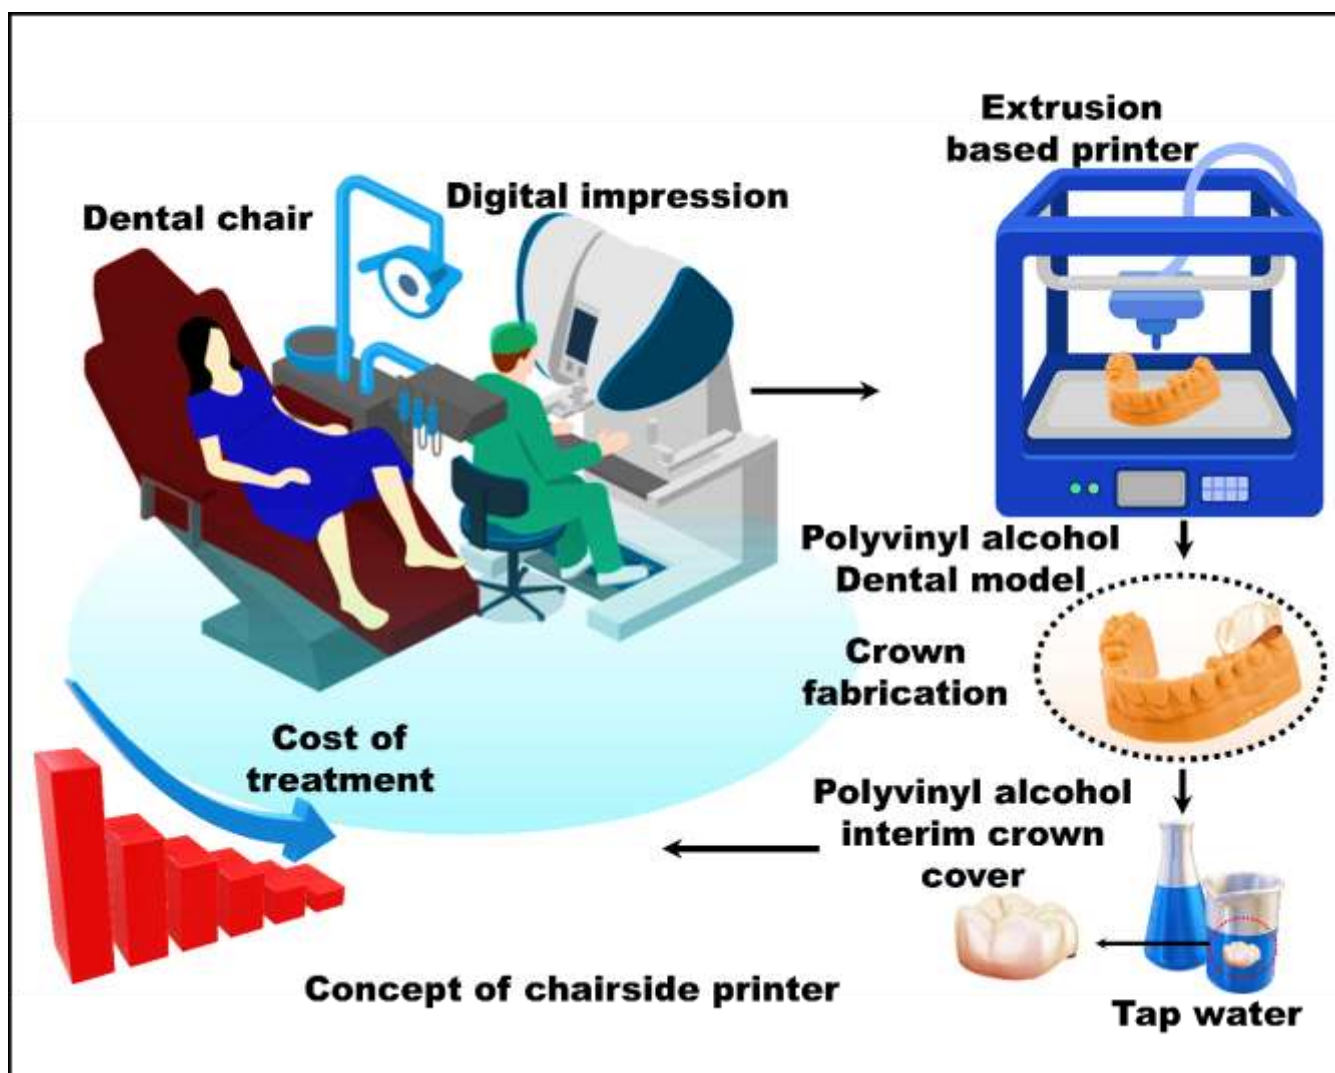 Extrusion
based printer
Digital impression
Dental chair
Polyvinyl alcohol
Dental model
Crown
fabrication
Cost of
treatment
Polyvinyl alcohol
interim crown
cover
Concept of chairside printer
Tap water